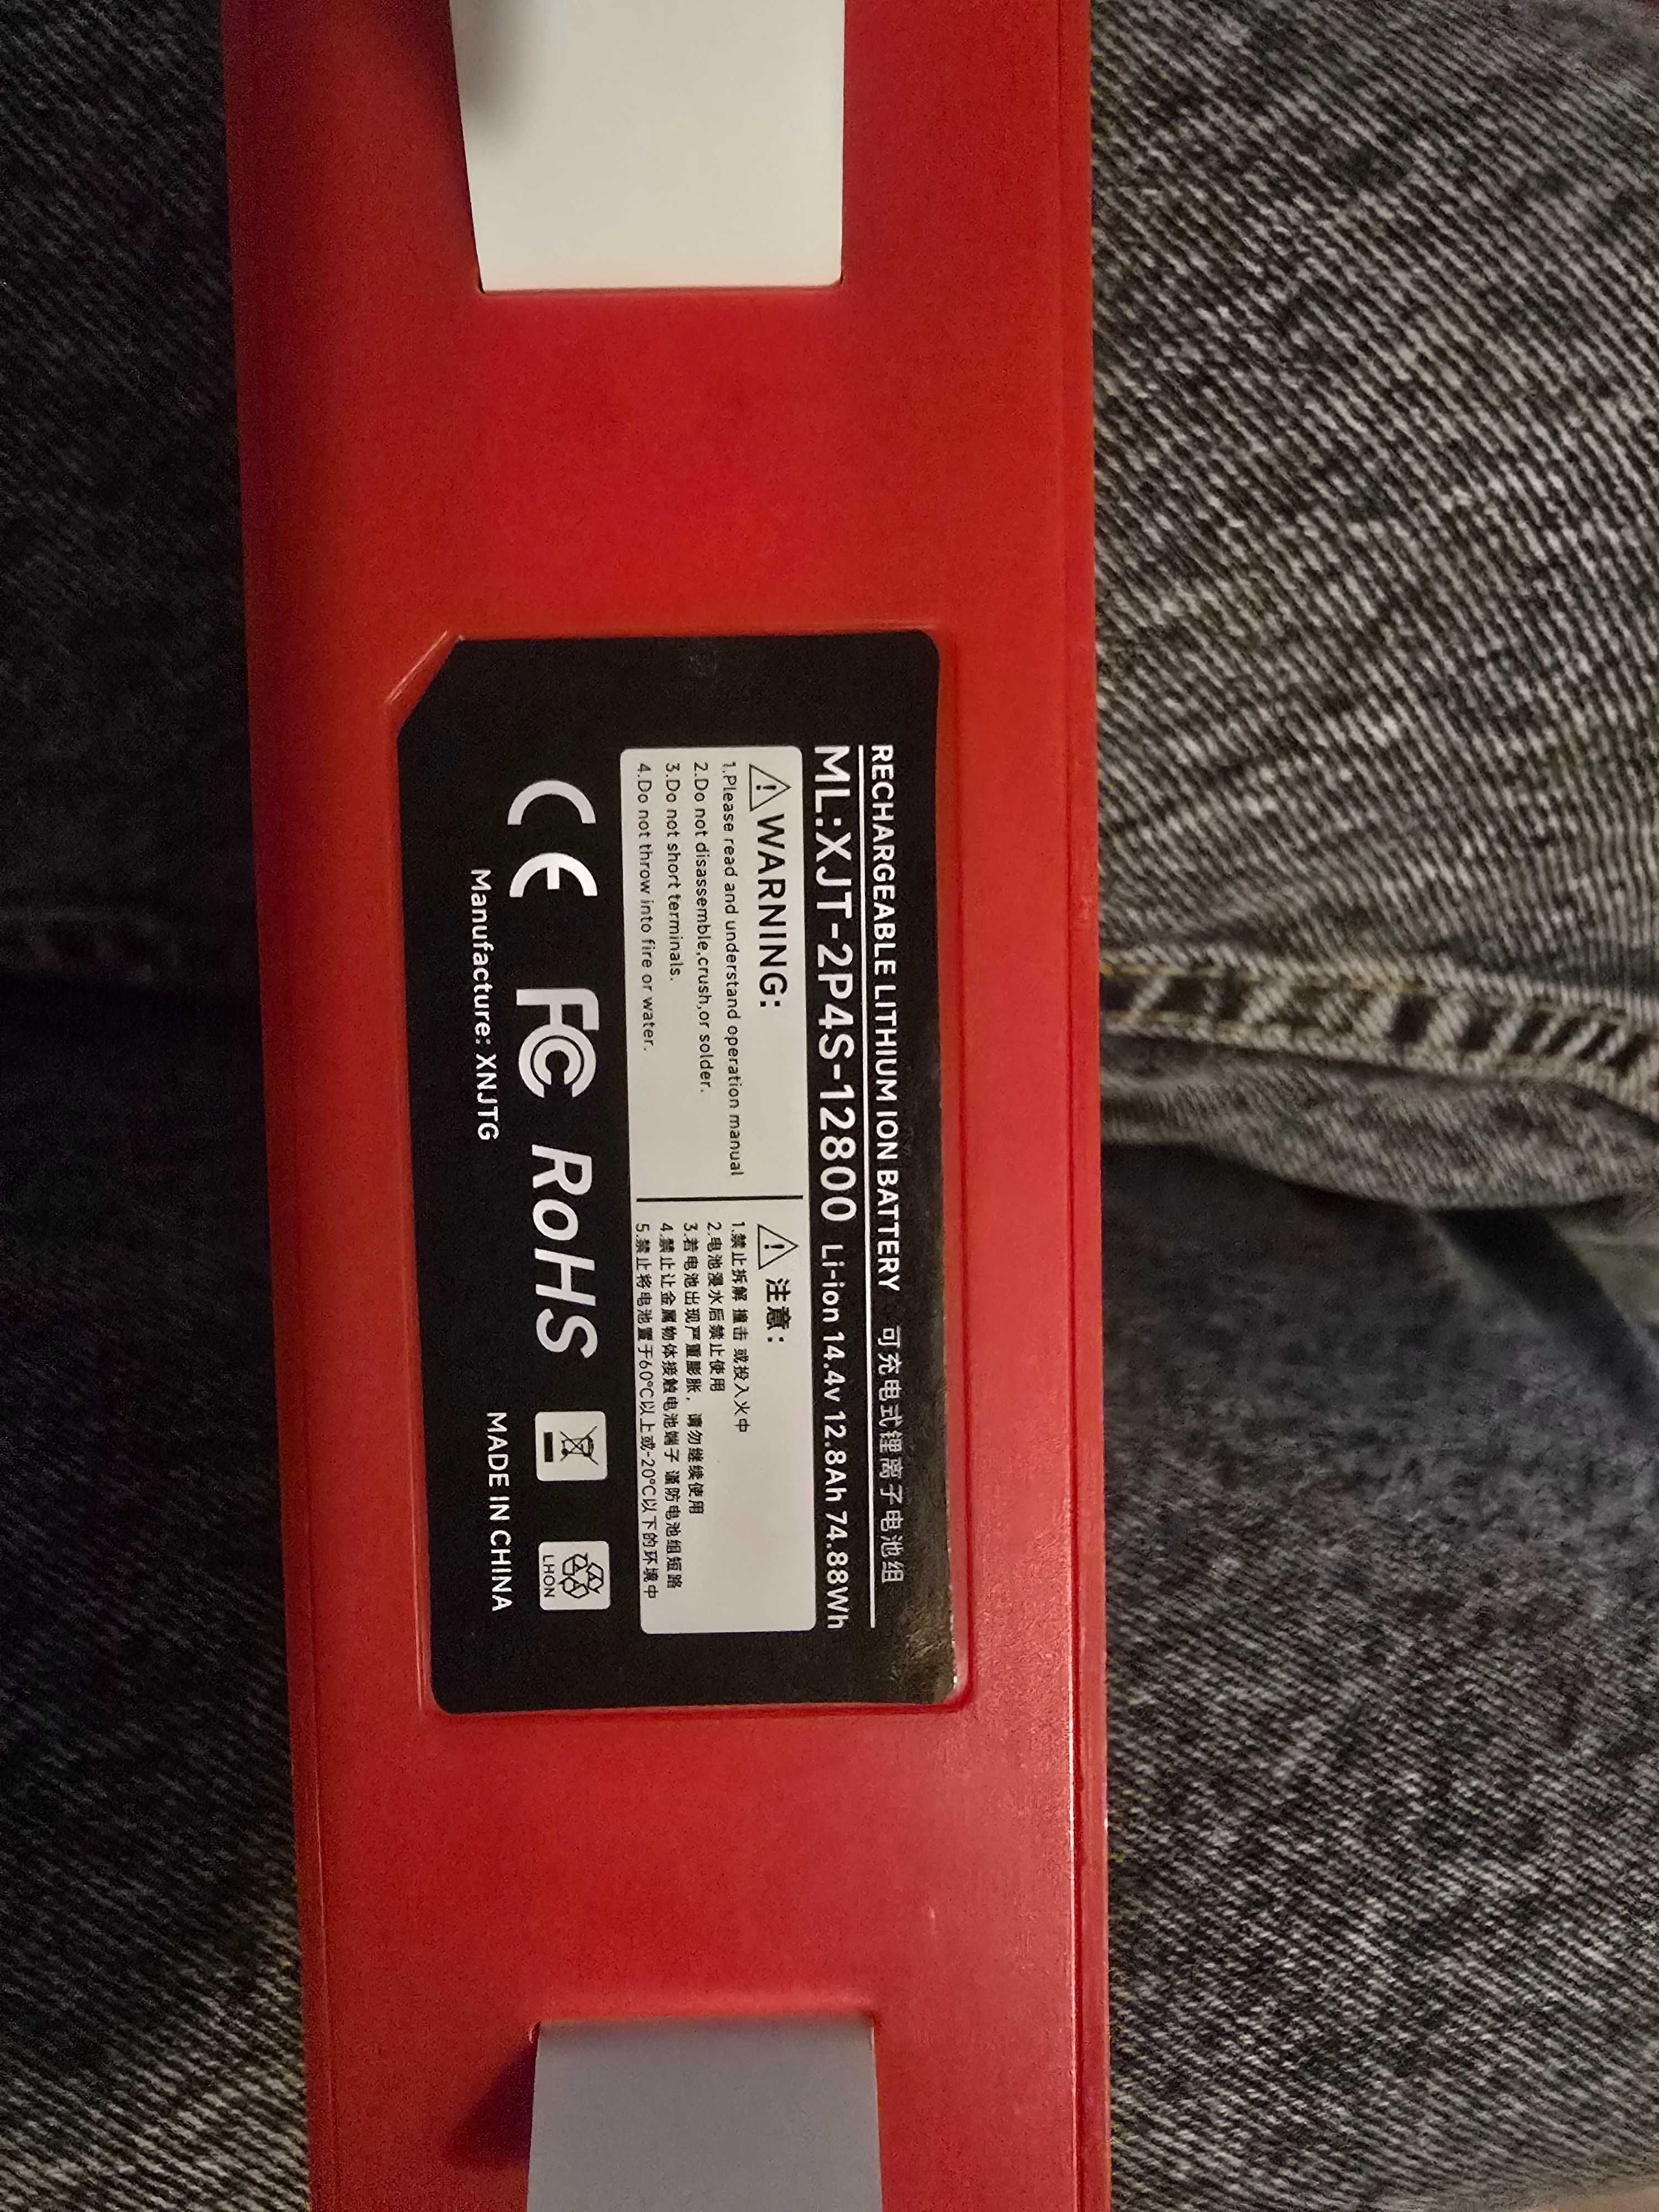 RECHARGEABLE LITHIUM ION BATTERY 可充电式锂离子电池组
ML:XJT-2P4S-12800 Li-ion 14.4v 12.8Ah 74.88Wh
WARNING:
1.Please read and understand operation manual
2.Do not disassemble,crush,or solder.
3.Do not short terminals.
4.Do not throw into fire or water.
注意:
1.禁止拆解 撞击 或投入火中
2.电池浸水后禁止使用
3.若电池出现严重膨胀，请勿继续使用
4.禁止让金属物体接触电池端子 谨防电池组短路
5.禁止将电池置于60℃以上或-20℃以下的环境中
CE FC RoHS
LHON
Manufacture: XNJTG MADE IN CHINA